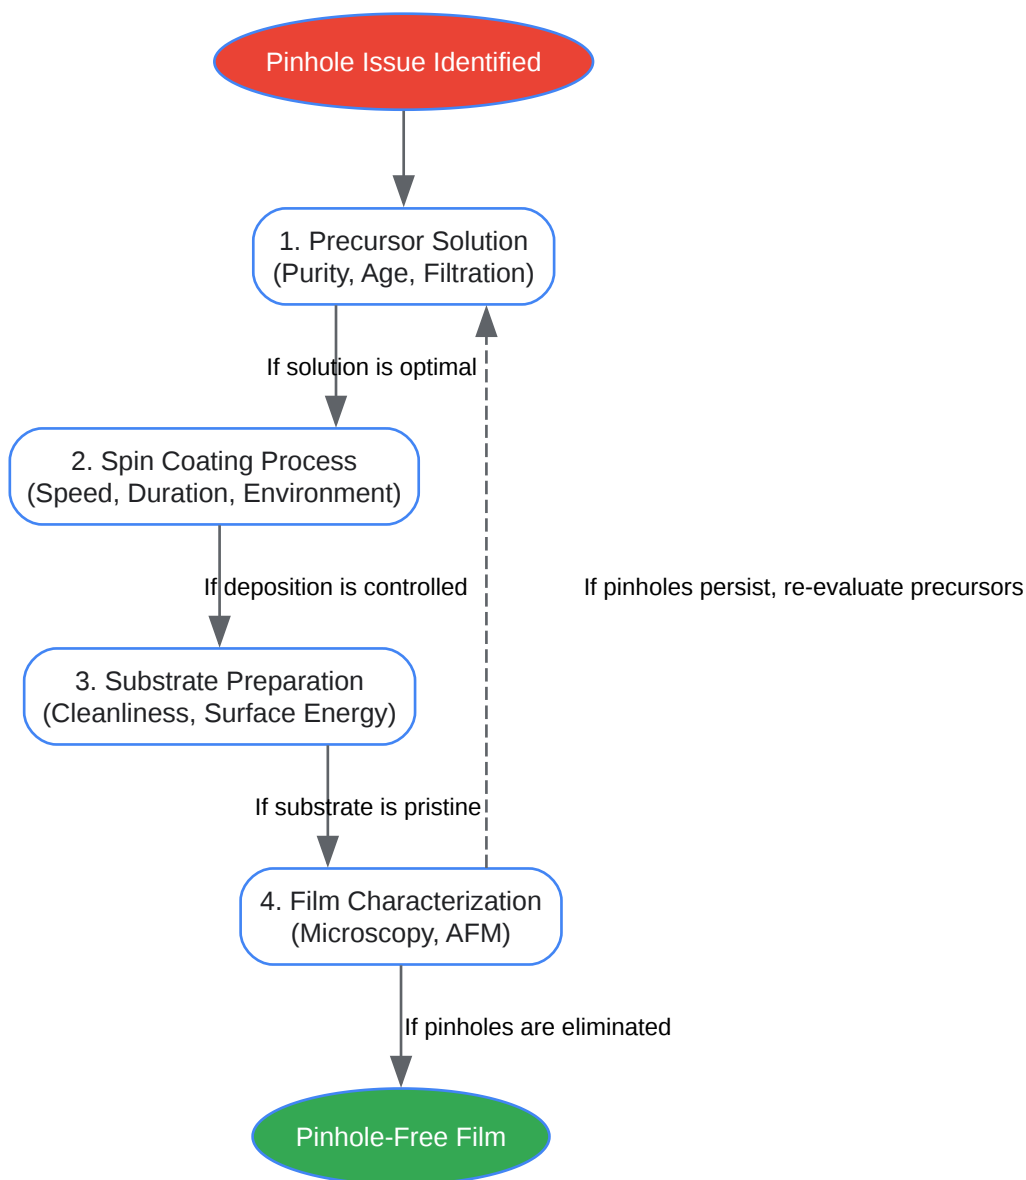 Pinhole Issue Identified
1. Precursor Solution
(Purity, Age, Filtration)
If solution is optimal
2. Spin Coating Process
(Speed, Duration, Environment)
If deposition is controlled
If pinholes persist, re-evaluate precursors
3. Substrate Preparation
(Cleanliness, Surface Energy)
If substrate is pristine
4. Film Characterization
(Microscopy, AFM)
If pinholes are eliminated
Pinhole-Free Film